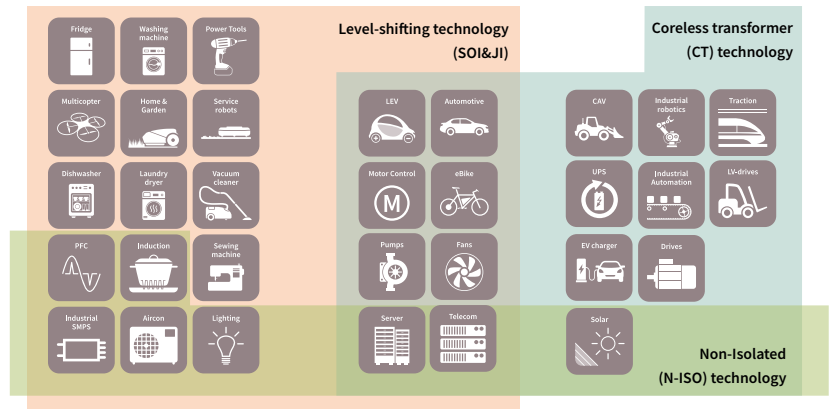 Level-shifting technology
(SOI&JI)
Coreless transformer
(CT) technology
Fridge
Washing
machine
Power Tools
Multicopter
Home &
Garden
Service
robots
LEV
Automotive
CAV
Industrial
robotics
Traction
Dishwasher
Laundry
dryer
Vacuum
cleaner
Motor Control
M
eBike
UPS
Industrial
Automation
LV-drives
PFC
Induction
Sewing
machine
Pumps
Fans
EV charger
Drives
Industrial
SMPS
Aircon
Lighting
Server
Telecom
Solar
Non-Isolated
(N-ISO) technology